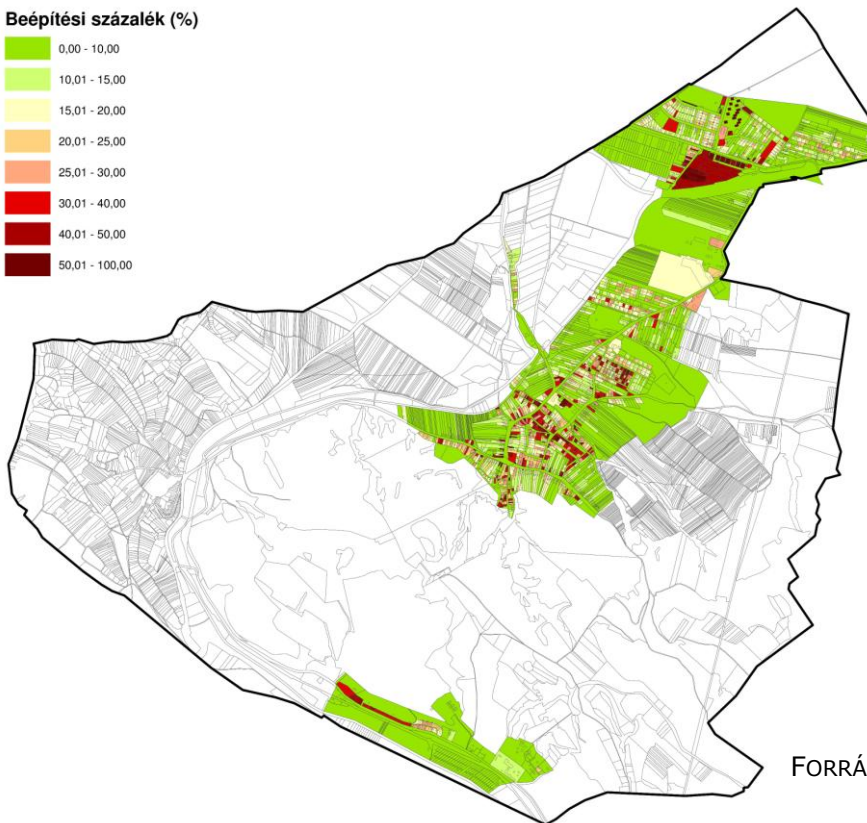 Beépítési százalék (%)
0,00 - 10,00
10,01 - 15,00
15,01 - 20,00
20,01 - 25,00
25,01 - 30,00
30,01 - 40,00
40,01 - 50,00
50,01 - 100,00
FORRÁ